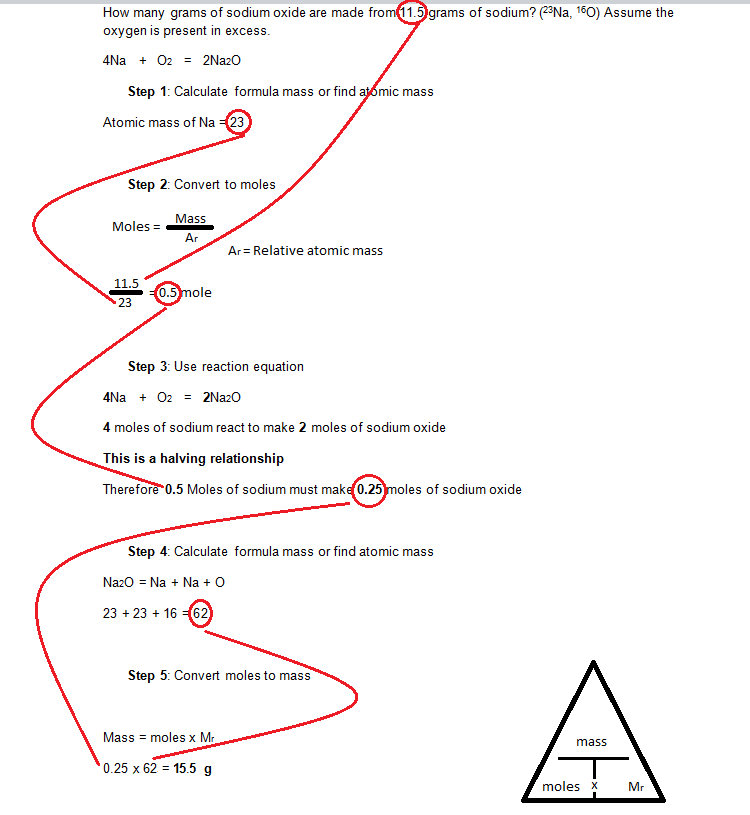 How many grams of sodium oxide are made from 11.5 grams of sodium? (²³Na, ¹⁶O) Assume the
oxygen is present in excess.
4Na + O₂ = 2Na₂O
Step 1: Calculate formula mass or find atomic mass
Atomic mass of Na = 23
Step 2: Convert to moles
Moles = Mass
Ar
Ar = Relative atomic mass
11.5
23
= 0.5 mole
Step 3: Use reaction equation
4Na + O₂ = 2Na₂O
4 moles of sodium react to make 2 moles of sodium oxide
This is a halving relationship
Therefore 0.5 Moles of sodium must make 0.25 moles of sodium oxide
Step 4: Calculate formula mass or find atomic mass
Na₂O = Na + Na + O
23 + 23 + 16 = 62
Step 5: Convert moles to mass
Mass = moles x Mr
0.25 x 62 = 15.5 g
mass
moles x Mr